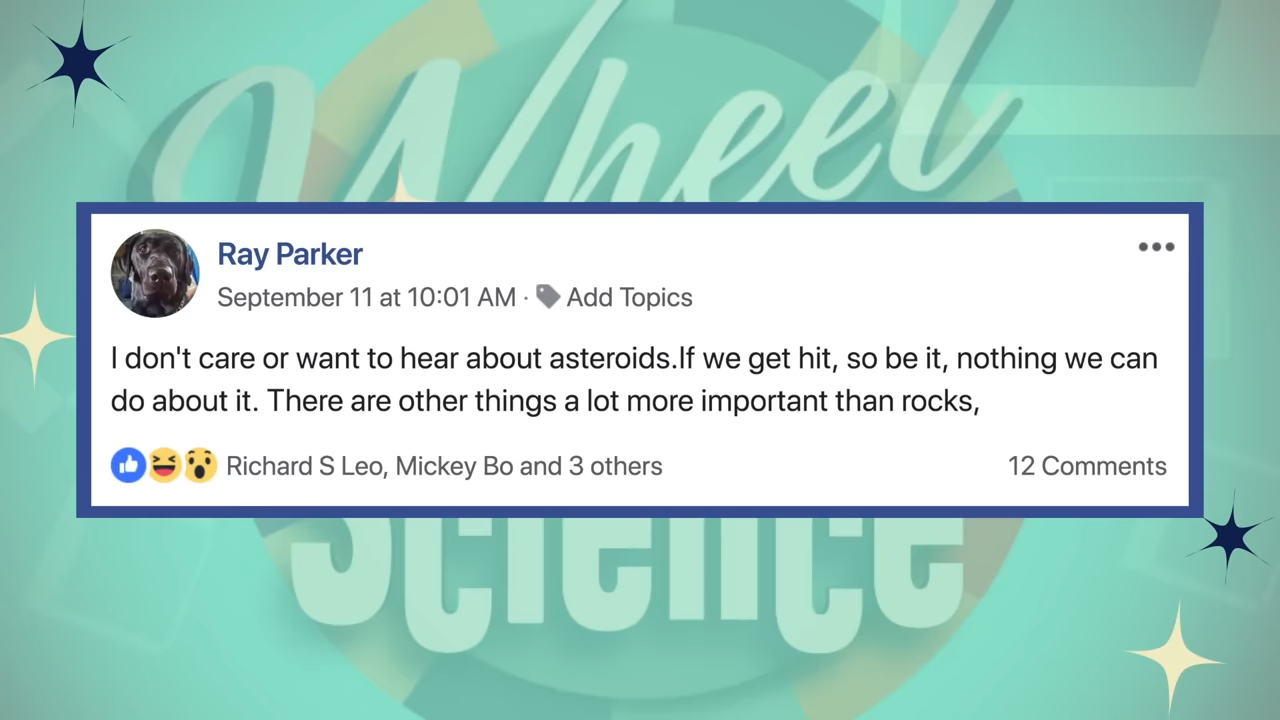 Wheel
Ray Parker
September 11 at 10:01 AM · Add Topics
I don't care or want to hear about asteroids.If we get hit, so be it, nothing we can
do about it. There are other things a lot more important than rocks,
Richard S Leo, Mickey Bo and 3 others 12 Comments
Science